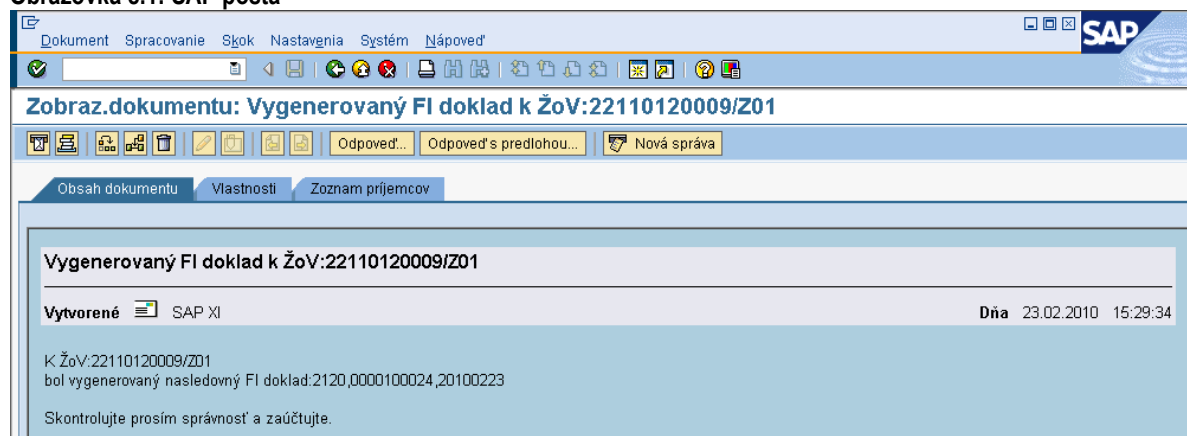 Obrazovka č.1: SAP pošta
Dokument Spracovanie Skok Nastavenia Systém Nápoveď
SAP
Zobraz.dokumentu: Vygenerovaný FI doklad k ŽoV:22110120009/Z01
Odpoveď... Odpoveď s predlohou... Nová správa
Obsah dokumentu Vlastnosti Zoznam príjemcov
Vygenerovaný FI doklad k ŽoV:22110120009/Z01
Vytvorené SAP XI Dňa 23.02.2010 15:29:34
K ŽoV:22110120009/Z01
bol vygenerovaný nasledovný FI doklad:2120,0000100024,20100223
Skontrolujte prosím správnosť a zaúčtujte.